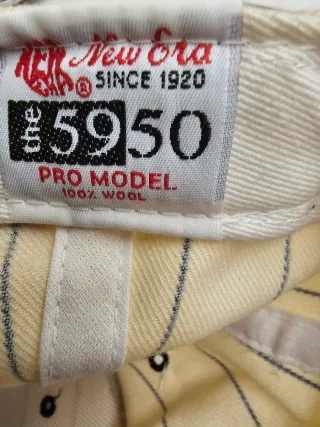 NEW ERA New Era
® SINCE 1920
the 5950
PRO MODEL
100% WOOL